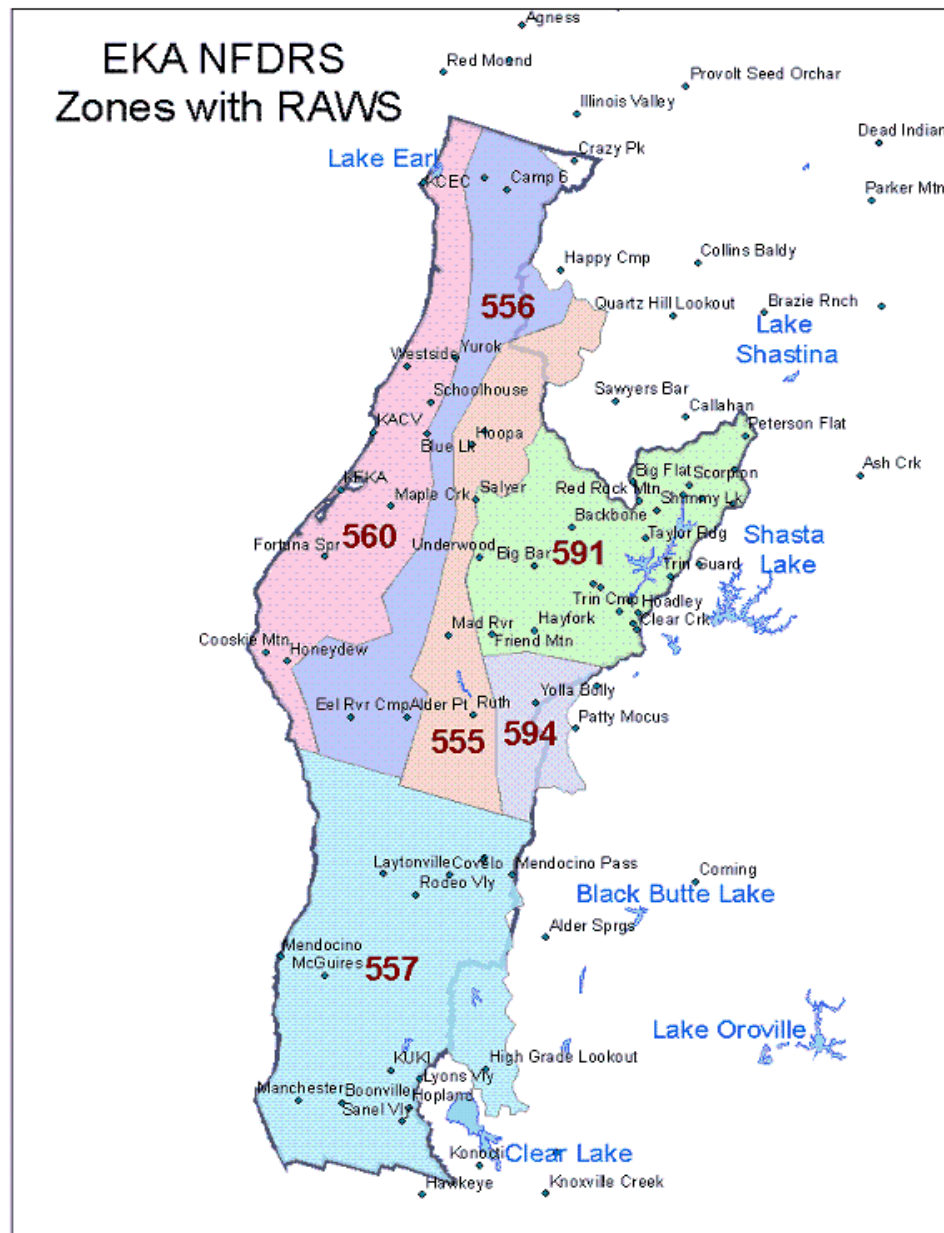 Agness
EKA NFDRS
Zones with RAWS
Red Mound
Provolt Seed Orchar
Illinois Valley
Dead Indian
Crazy Pk
Lake Earl
KCEC
Camp 6
Parker Mtn
Collins Baldy
Happy Cmp
556
Quartz Hill Lookout
Brazie Rnch
Lake
Shastina
Yurok
Westside
Schoolhouse
Sawyers Bar
Callahan
KACV
Blue Lk
Hoopa
Peterson Flat
Big Flat
Scorpion
Ash Crk
KEKA
Maple Crk
Salyer
Red Rock Mtn
Shimmy Lk
Backbone
560
Fortuna Spr
Underwood
Big Bar
591
Taylor Rdg
Shasta
Lake
Trin Guard
Trin Cmp
Hoadley
Mad Rvr
Hayfork
Clear Crk
Friend Mtn
Cooskie Mtn
Honeydew
Eel Rvr Cmp
Alder Pt
Ruth
Yolla Bolly
Patty Mocus
555
594
Laytonville
Covelo
Mendocino Pass
Corning
Rodeo Vly
Black Butte Lake
Alder Sprgs
Mendocino
McGuires
557
Lake Oroville
KUKI
High Grade Lookout
Lyons Vly
Manchester
Boonville
Hopland
Sanel Vly
Konocti
Clear Lake
Hawkeye
Knoxville Creek